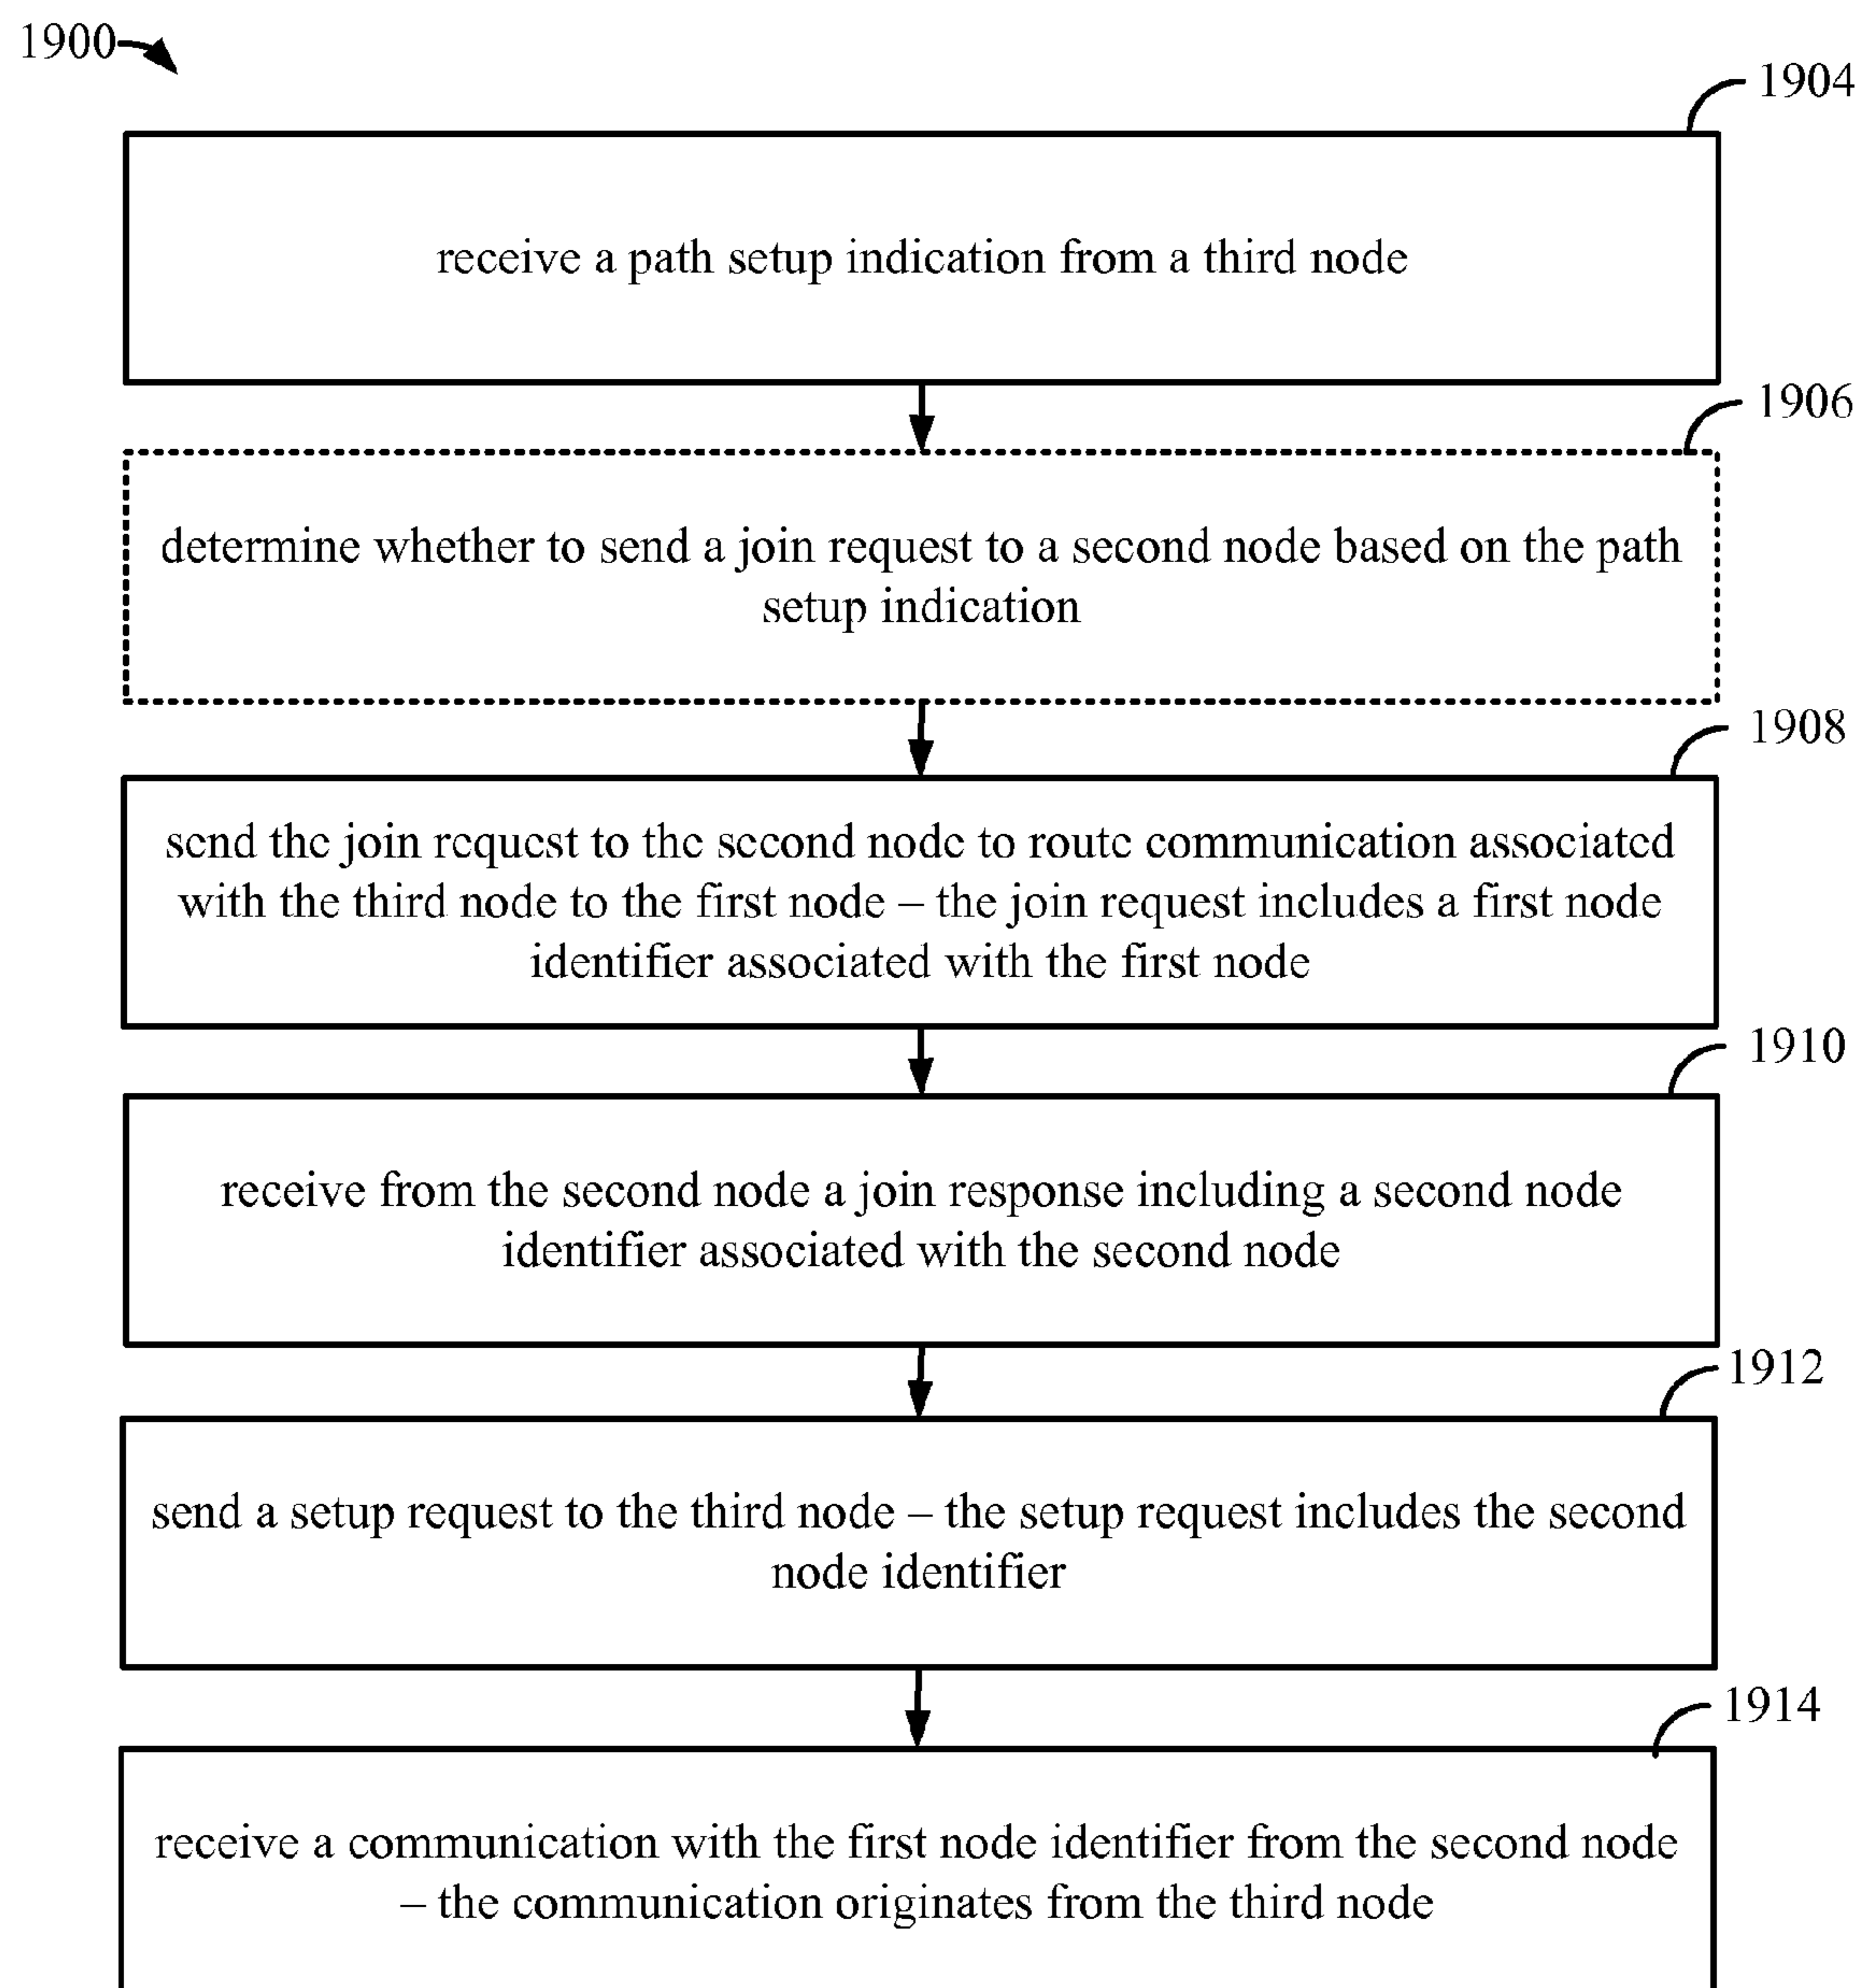 1900
1904
receive a path setup indication from a third node
1906
determine whether to send a join request to a second node based on the path
setup indication
1908
send the join request to the second node to route communication associated
with the third node to the first node – the join request includes a first node
identifier associated with the first node
1910
receive from the second node a join response including a second node
identifier associated with the second node
1912
send a setup request to the third node – the setup request includes the second
node identifier
1914
receive a communication with the first node identifier from the second node
– the communication originates from the third node